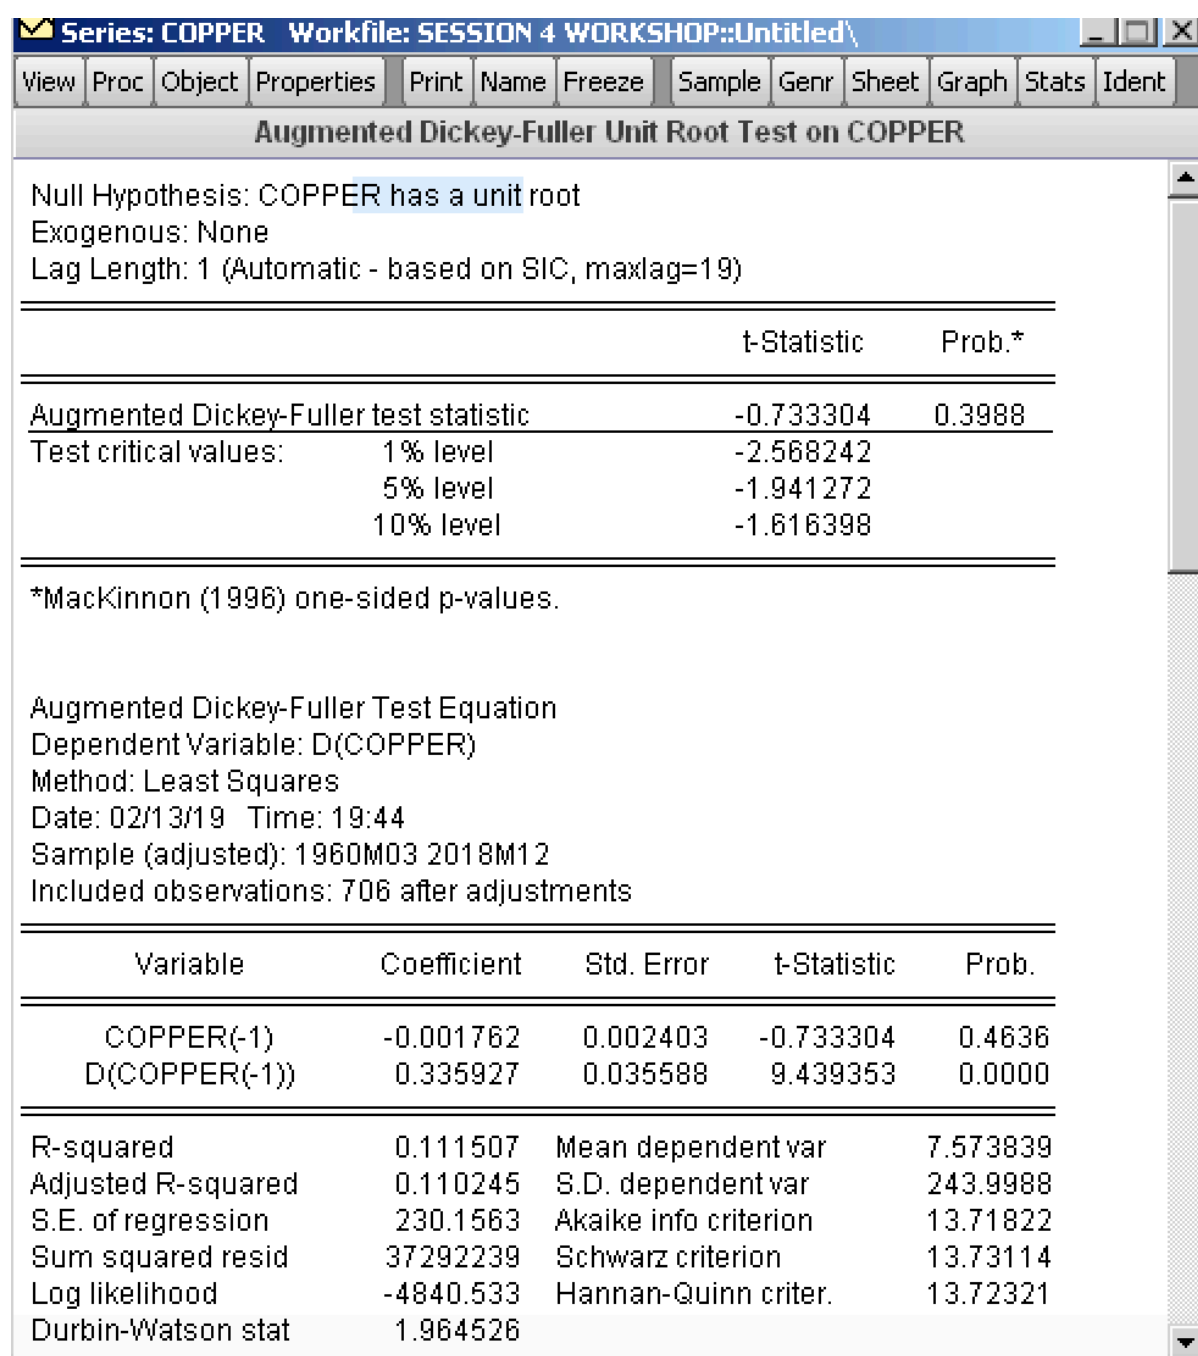 Series: COPPER Workfile: SESSION 4 WORKSHOP::Untitled\
View Proc Object Properties Print Name Freeze Sample Genr Sheet Graph Stats Ident
Augmented Dickey-Fuller Unit Root Test on COPPER
Null Hypothesis: COPPER has a unit root
Exogenous: None
Lag Length: 1 (Automatic - based on SIC, maxlag=19)
t-Statistic Prob.*
Augmented Dickey-Fuller test statistic -0.733304 0.3988
Test critical values: 1% level -2.568242
5% level -1.941272
10% level -1.616398
*MacKinnon (1996) one-sided p-values.
Augmented Dickey-Fuller Test Equation
Dependent Variable: D(COPPER)
Method: Least Squares
Date: 02/13/19 Time: 19:44
Sample (adjusted): 1960M03 2018M12
Included observations: 706 after adjustments
Variable Coefficient Std. Error t-Statistic Prob.
COPPER(-1) -0.001762 0.002403 -0.733304 0.4636
D(COPPER(-1)) 0.335927 0.035588 9.439353 0.0000
R-squared 0.111507 Mean dependent var 7.573839
Adjusted R-squared 0.110245 S.D. dependent var 243.9988
S.E. of regression 230.1563 Akaike info criterion 13.71822
Sum squared resid 37292239 Schwarz criterion 13.73114
Log likelihood -4840.533 Hannan-Quinn criter. 13.72321
Durbin-Watson stat 1.964526